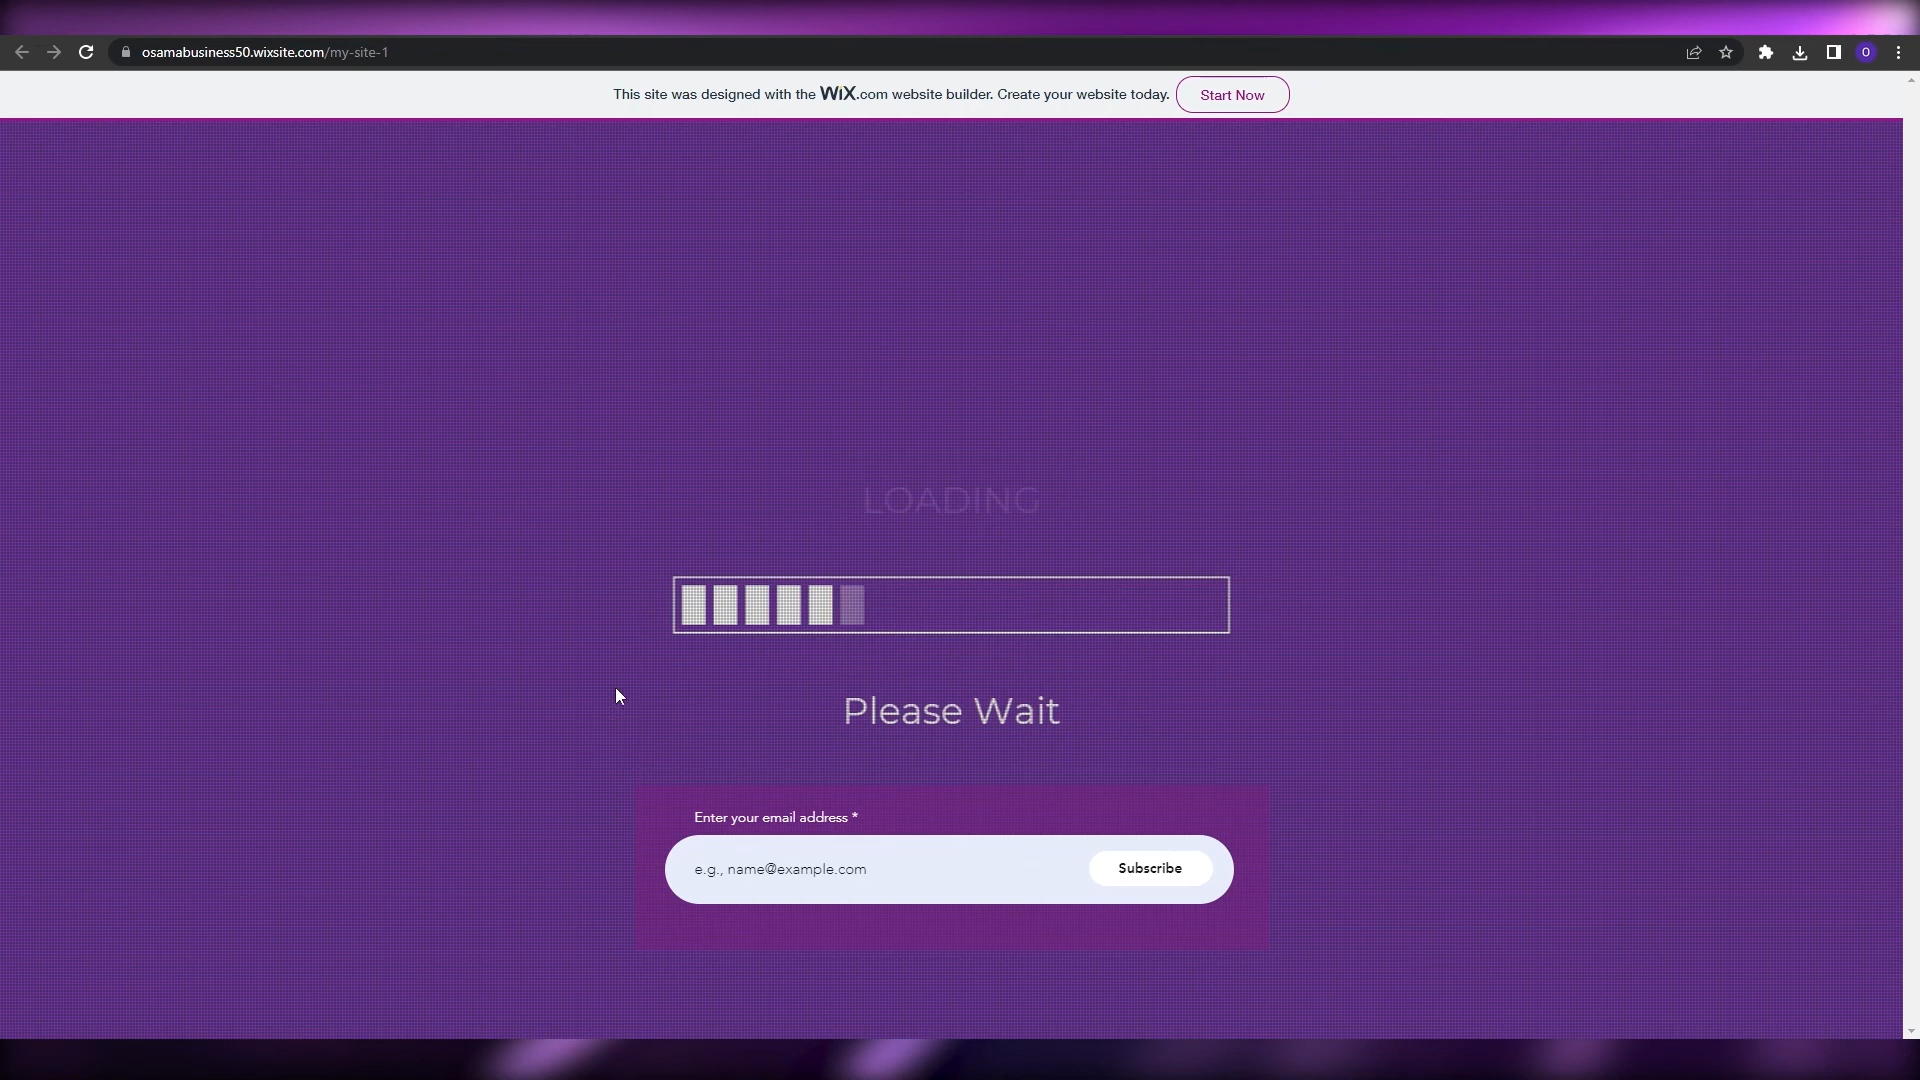 osamabusiness50.wixsite.com/my-site-1
O
This site was designed with the WiX.com website builder. Create your website today. Start Now
LOADING
Please Wait
Enter your email address *
e.g., name@example.com
Subscribe